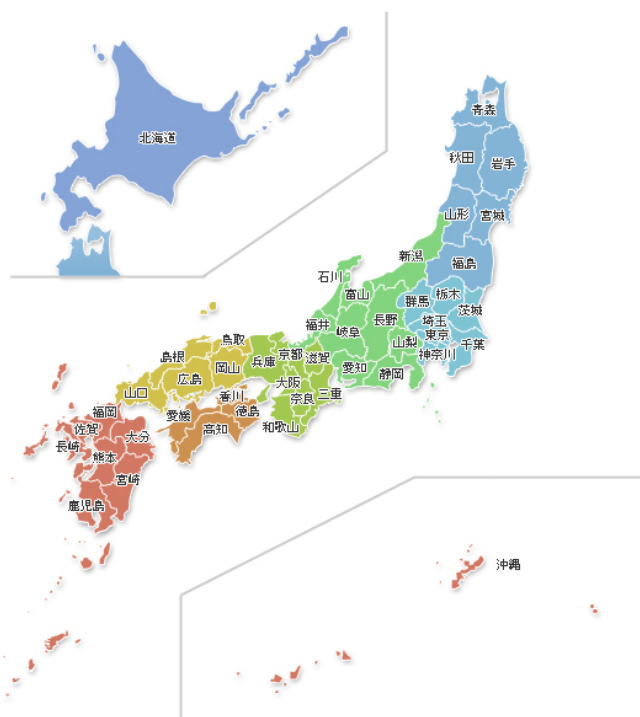 北海道
青森
秋田
岩手
山形
宮城
新潟
福島
石川
富山
群馬
栃木
茨城
福井
岐阜
長野
埼玉
東京
千葉
山梨
神奈川
島根
鳥取
兵庫
京都
滋賀
愛知
静岡
岡山
広島
大阪
奈良
三重
山口
香川
徳島
和歌山
愛媛
高知
福岡
佐賀
大分
長崎
熊本
宮崎
鹿児島
沖縄